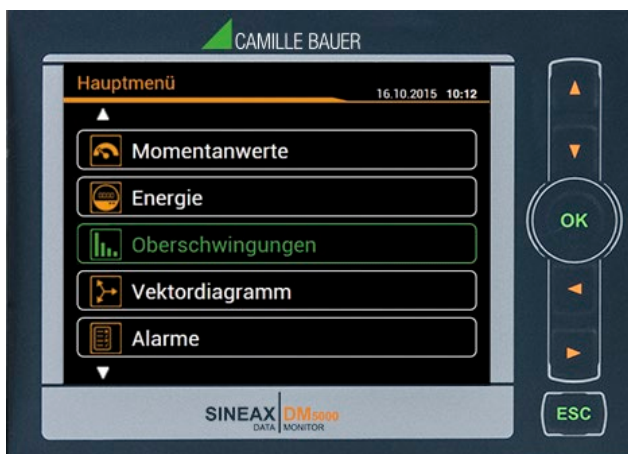 CAMILLE BAUER
Hauptmenü
16.10.2015 10:12
Momentanwerte
Energie
Oberschwingungen
Vektordiagramm
Alarme
OK
SINEAX DM5000
DATA MONITOR
ESC